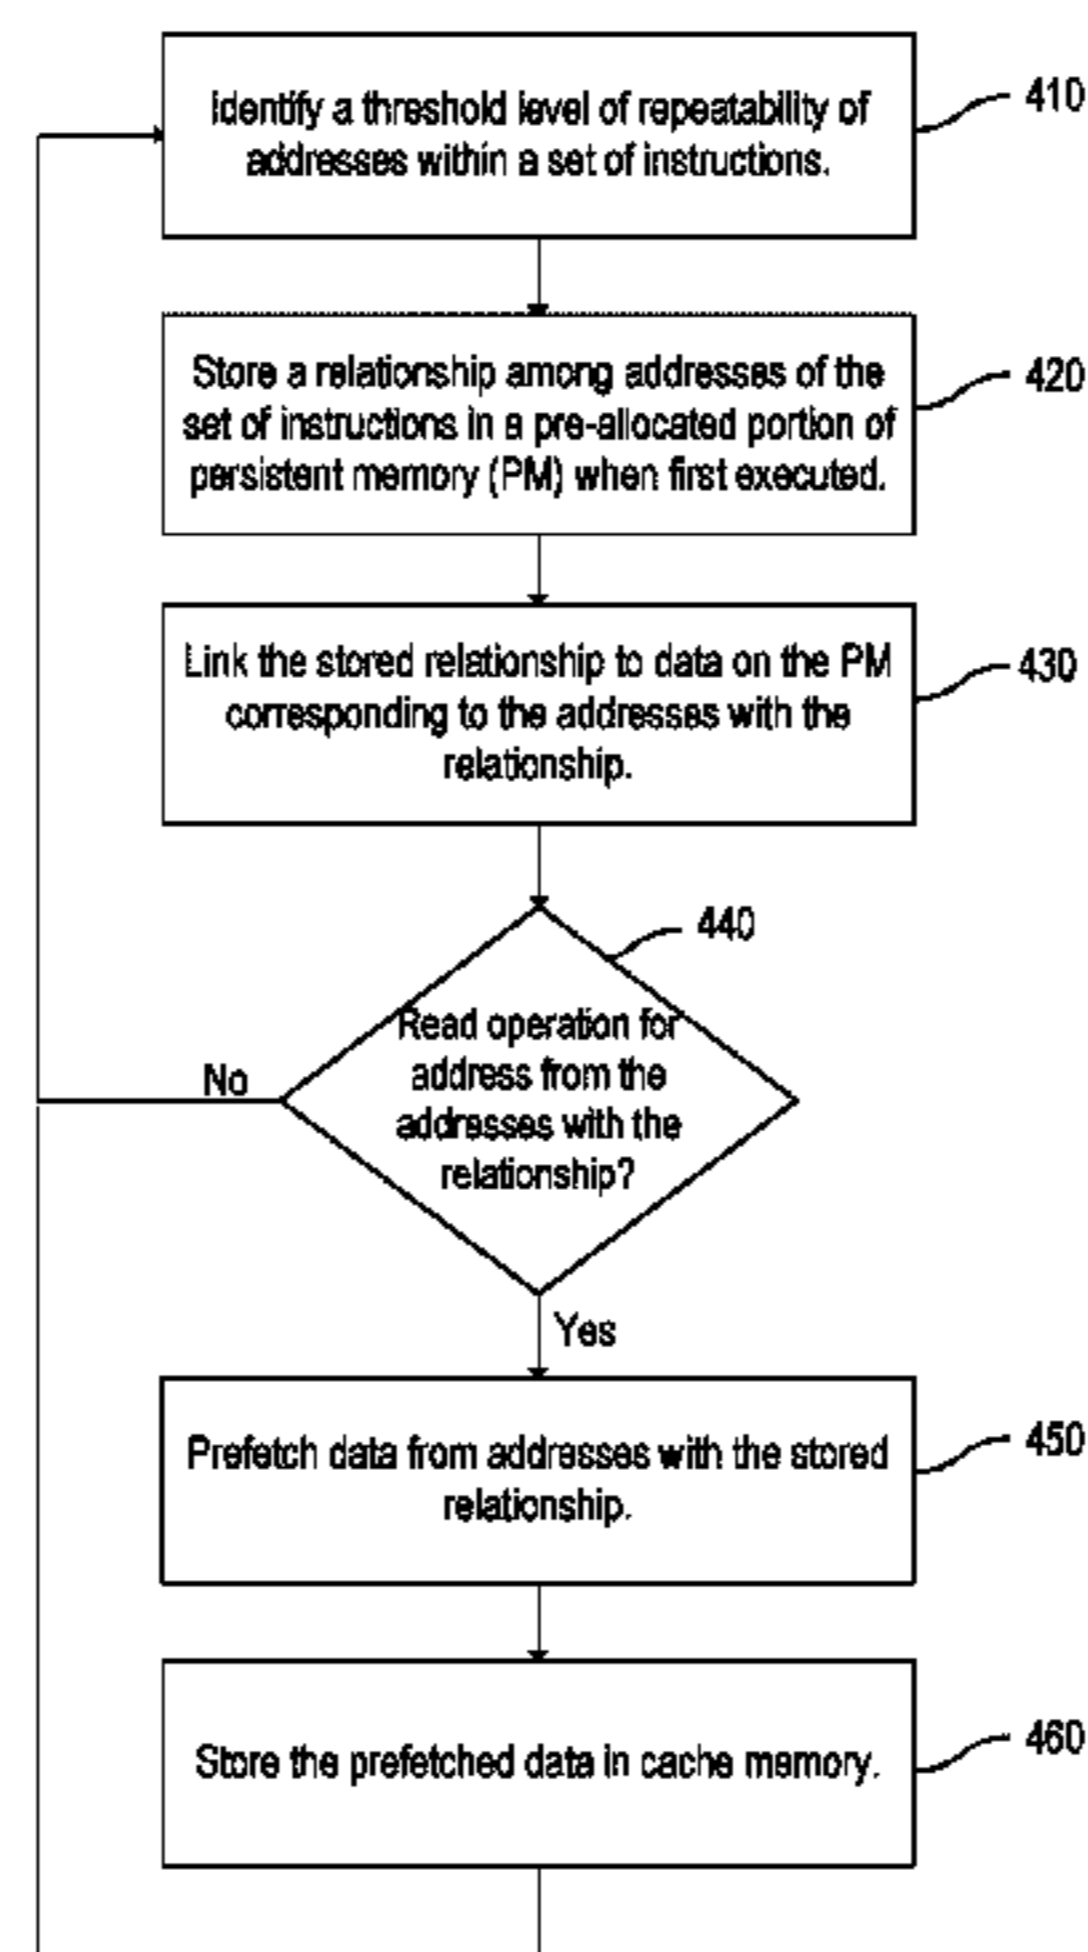 Identify a threshold level of repeatability of
addresses within a set of instructions.
410
Store a relationship among addresses of the
set of instructions in a pre-allocated portion of
persistent memory (PM) when first executed.
420
Link the stored relationship to data on the PM
corresponding to the addresses with the
relationship.
430
440
Read operation for
address from the
addresses with the
relationship?
No
Yes
Prefetch data from addresses with the stored
relationship.
450
Store the prefetched data in cache memory.
460